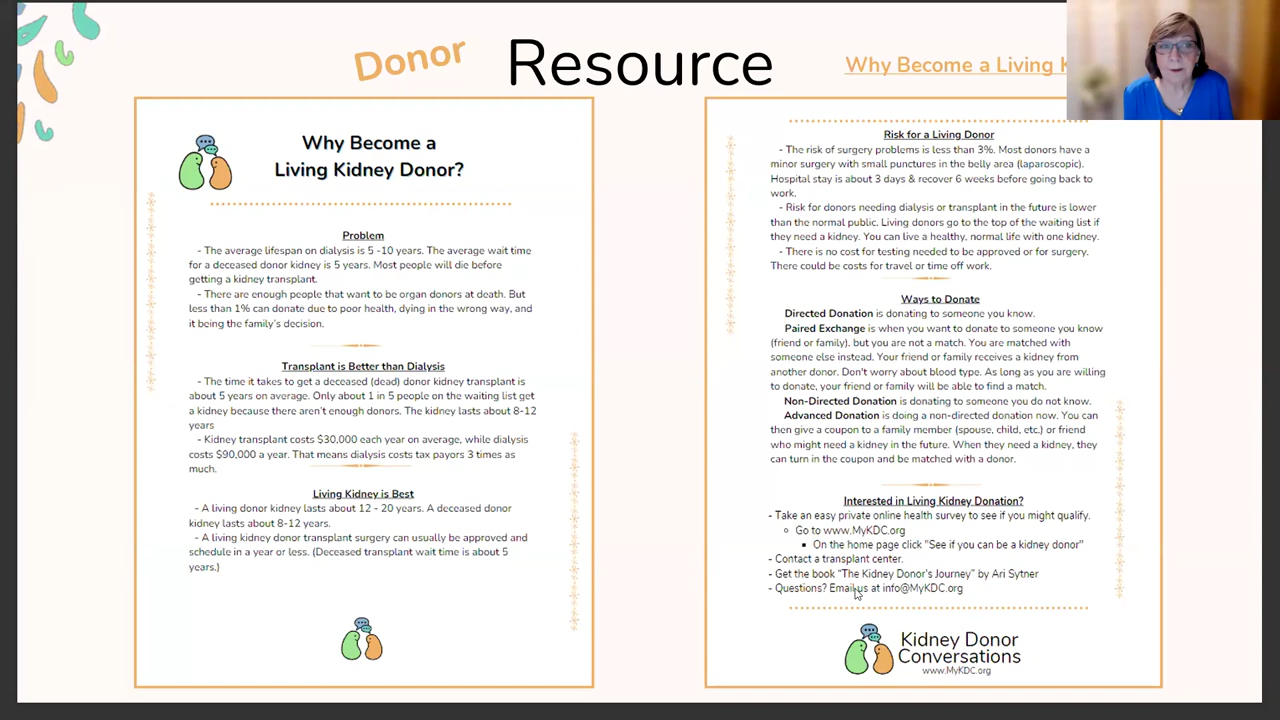 Donor Resource
Why Become a Living K
Why Become a
Living Kidney Donor?
Problem
- The average lifespan on dialysis is 5 -10 years. The average wait time
for a deceased donor kidney is 5 years. Most people will die before
getting a kidney transplant.
- There are enough people that want to be organ donors at death. But
less than 1% can donate due to poor health, dying in the wrong way, and
it being the family's decision.
Transplant is Better than Dialysis
- The time it takes to get a deceased (dead) donor kidney transplant is
about 5 years on average. Only about 1 in 5 people on the waiting list get
a kidney because there aren't enough donors. The kidney lasts about 8-12
years
- Kidney transplant costs $30,000 each year on average, while dialysis
costs $90,000 a year. That means dialysis costs tax payors 3 times as
much.
Living Kidney is Best
- A living donor kidney lasts about 12 - 20 years. A deceased donor
kidney lasts about 8-12 years.
- A living kidney donor transplant surgery can usually be approved and
schedule in a year or less. (Deceased transplant wait time is about 5
years.)
Risk for a Living Donor
- The risk of surgery problems is less than 3%. Most donors have a
minor surgery with small punctures in the belly area (laparoscopic).
Hospital stay is about 3 days & recover 6 weeks before going back to
work.
- Risk for donors needing dialysis or transplant in the future is lower
than the normal public. Living donors go to the top of the waiting list if
they need a kidney. You can live a healthy, normal life with one kidney.
- There is no cost for testing needed to be approved or for surgery.
There could be costs for travel or time off work.
Ways to Donate
Directed Donation is donating to someone you know.
Paired Exchange is when you want to donate to someone you know
(friend or family), but you are not a match. You are matched with
someone else instead. Your friend or family receives a kidney from
another donor. Don't worry about blood type. As long as you are willing
to donate, your friend or family will be able to find a match.
Non-Directed Donation is donating to someone you do not know.
Advanced Donation is doing a non-directed donation now. You can
then give a coupon to a family member (spouse, child, etc.) or friend
who might need a kidney in the future. When they need a kidney, they
can turn in the coupon and be matched with a donor.
Interested in Living Kidney Donation?
- Take an easy private online health survey to see if you might qualify.
Go to www.MyKDC.org
On the home page click "See if you can be a kidney donor"
- Contact a transplant center.
- Get the book "The Kidney Donor's Journey" by Ari Sytner
- Questions? Email us at info@MyKDC.org
Kidney Donor
Conversations
www.MyKDC.org